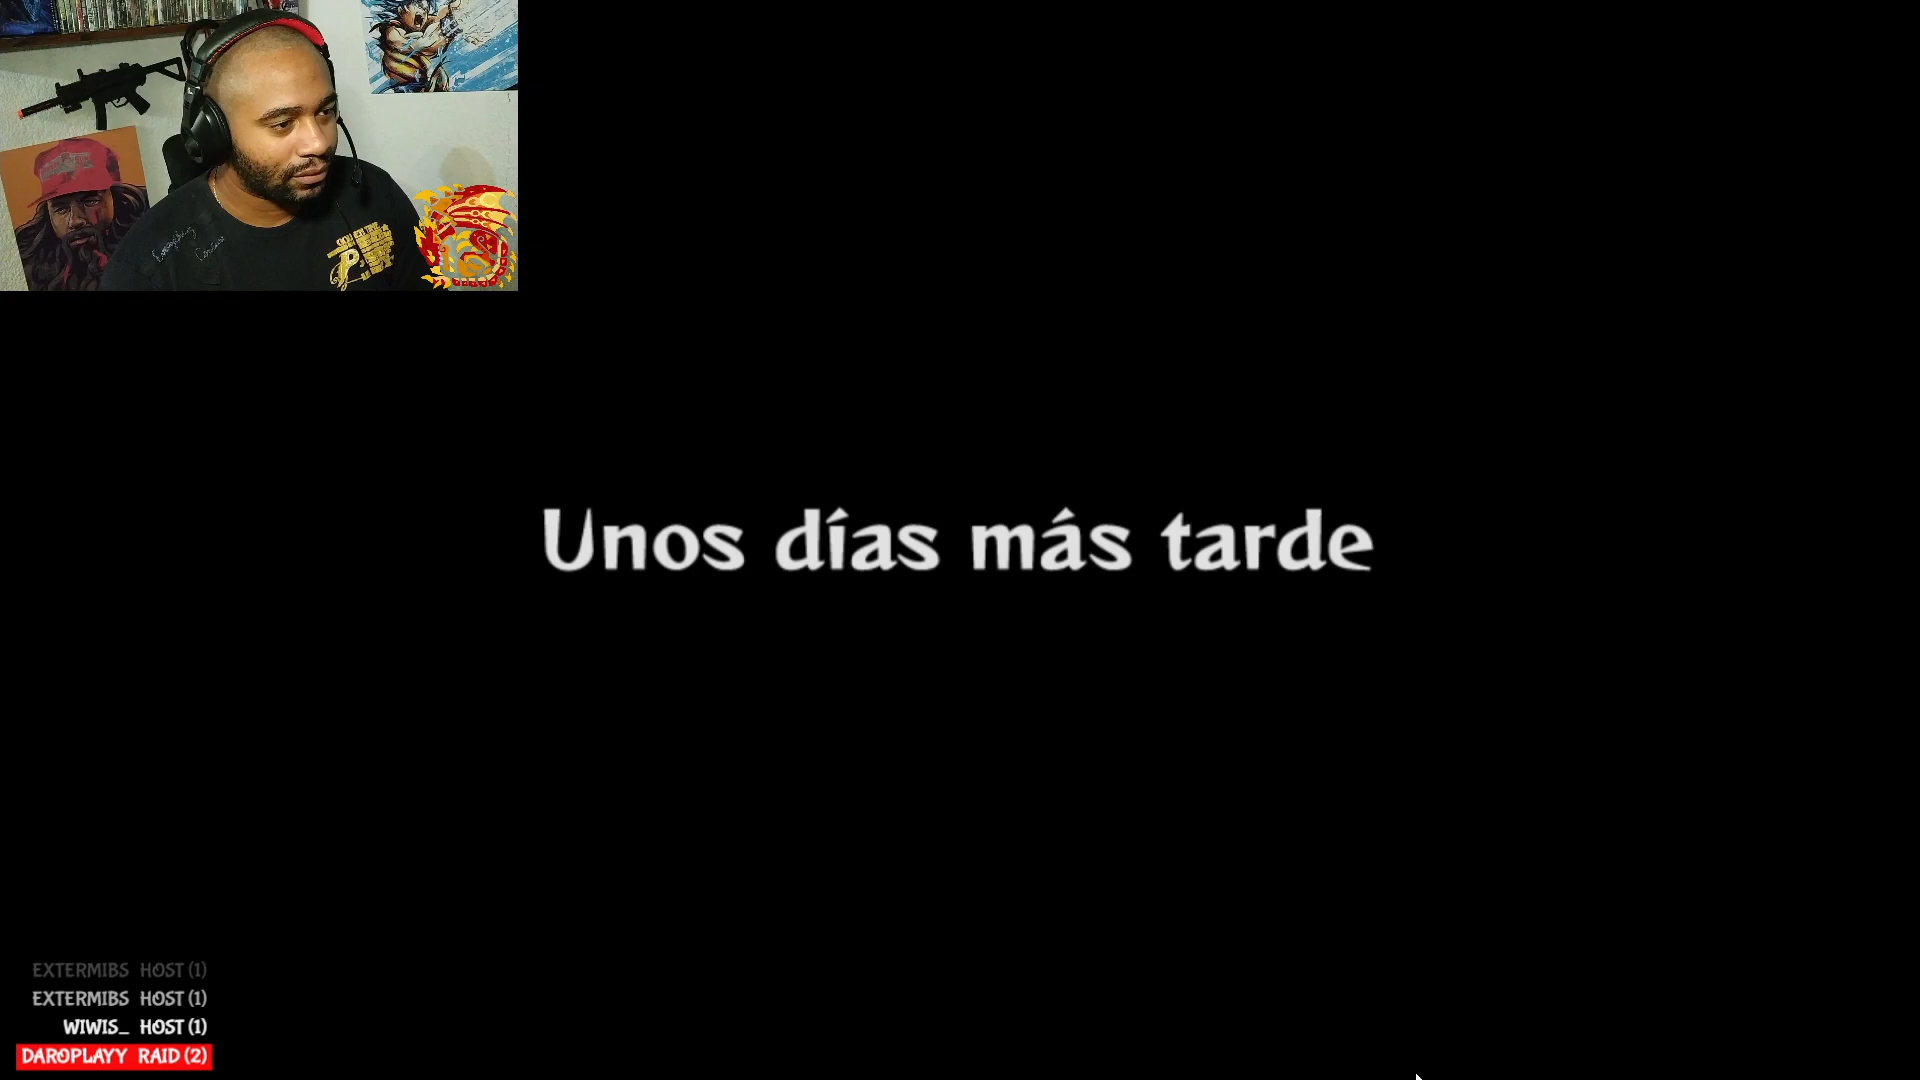 Unos días más tarde
EXTERMIBS HOST (1)
EXTERMIBS HOST (1)
WIWIS_ HOST (1)
DAROPLAYY RAID (2)